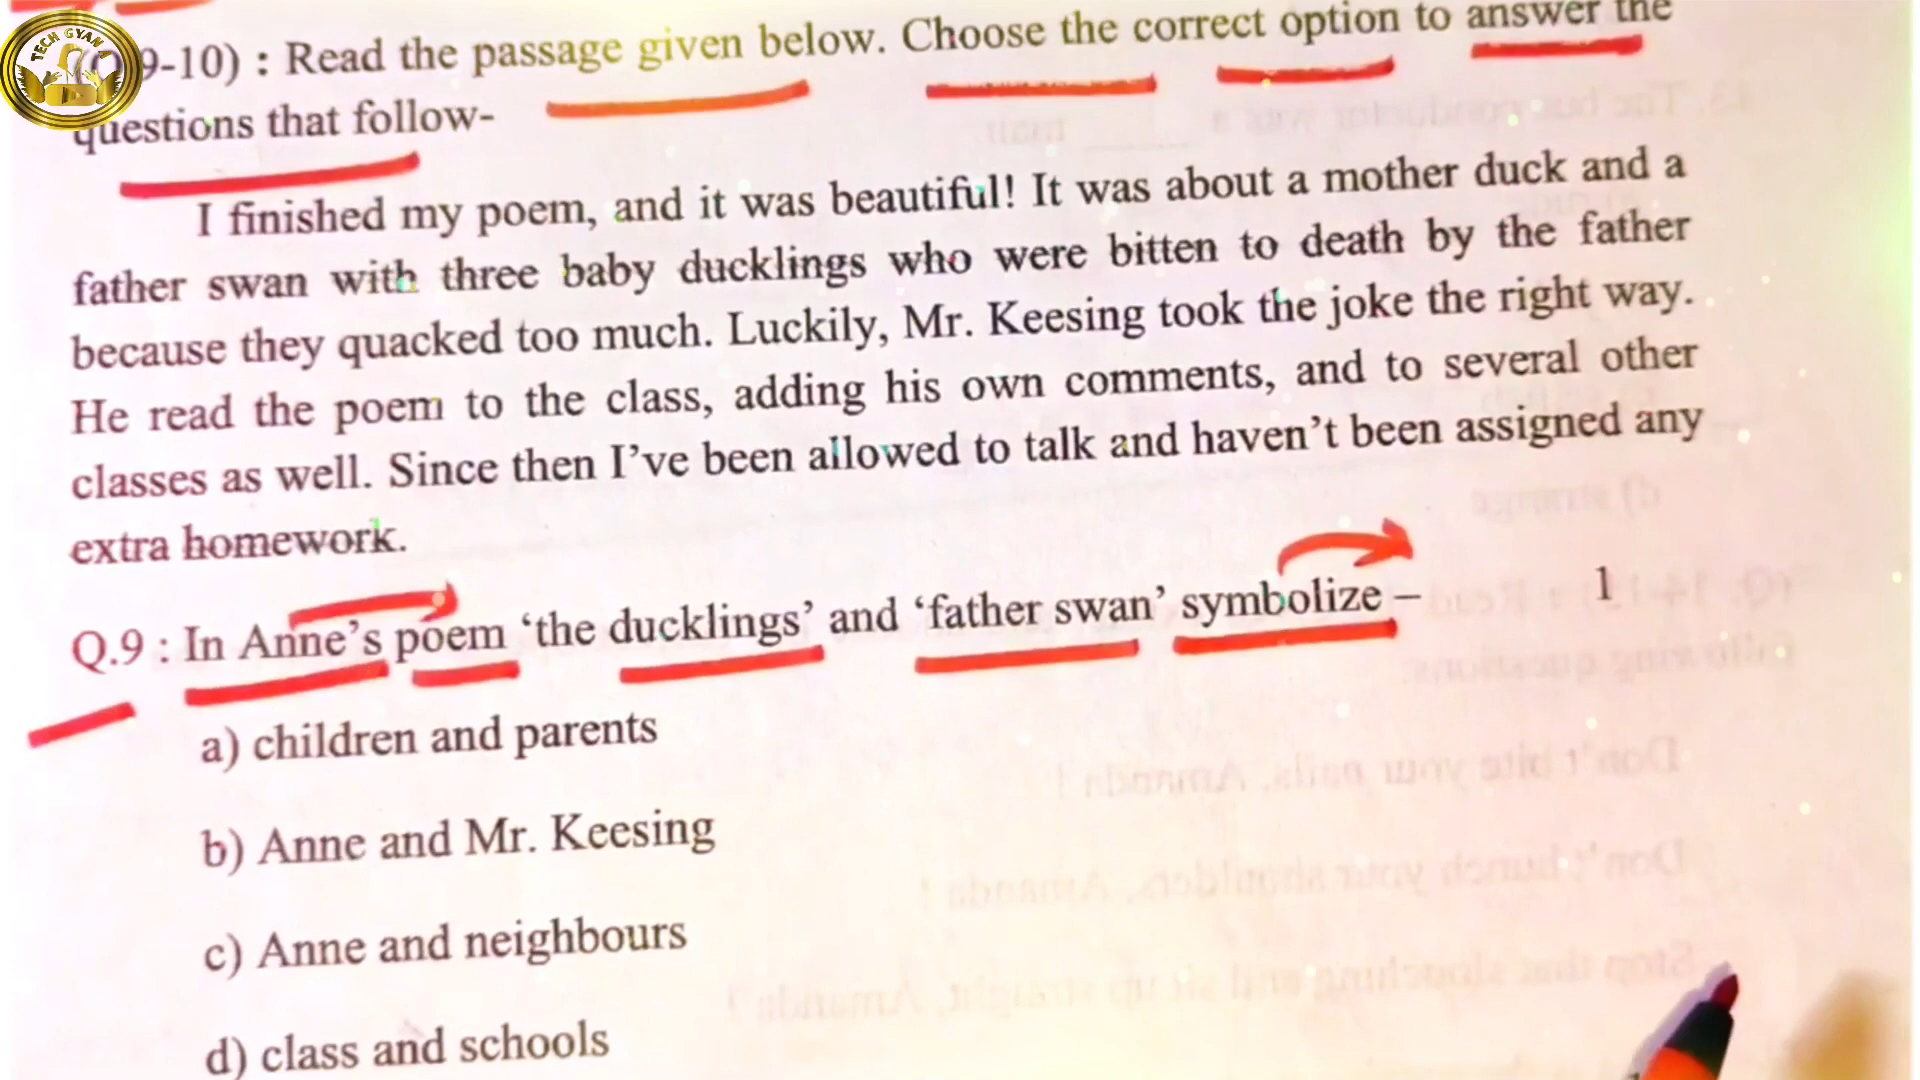 TECH GYAN
9-10) : Read the passage given below. Choose the correct option to answer the
questions that follow-
I finished my poem, and it was beautiful! It was about a mother duck and a
father swan with three baby ducklings who were bitten to death by the father
because they quacked too much. Luckily, Mr. Keesing took the joke the right way.
He read the poem to the class, adding his own comments, and to several other
classes as well. Since then I've been allowed to talk and haven't been assigned any
extra homework.
Q.9 : In Anne's poem ‘the ducklings’ and ‘father swan’ symbolize – 1
a) children and parents
b) Anne and Mr. Keesing
c) Anne and neighbours
d) class and schools